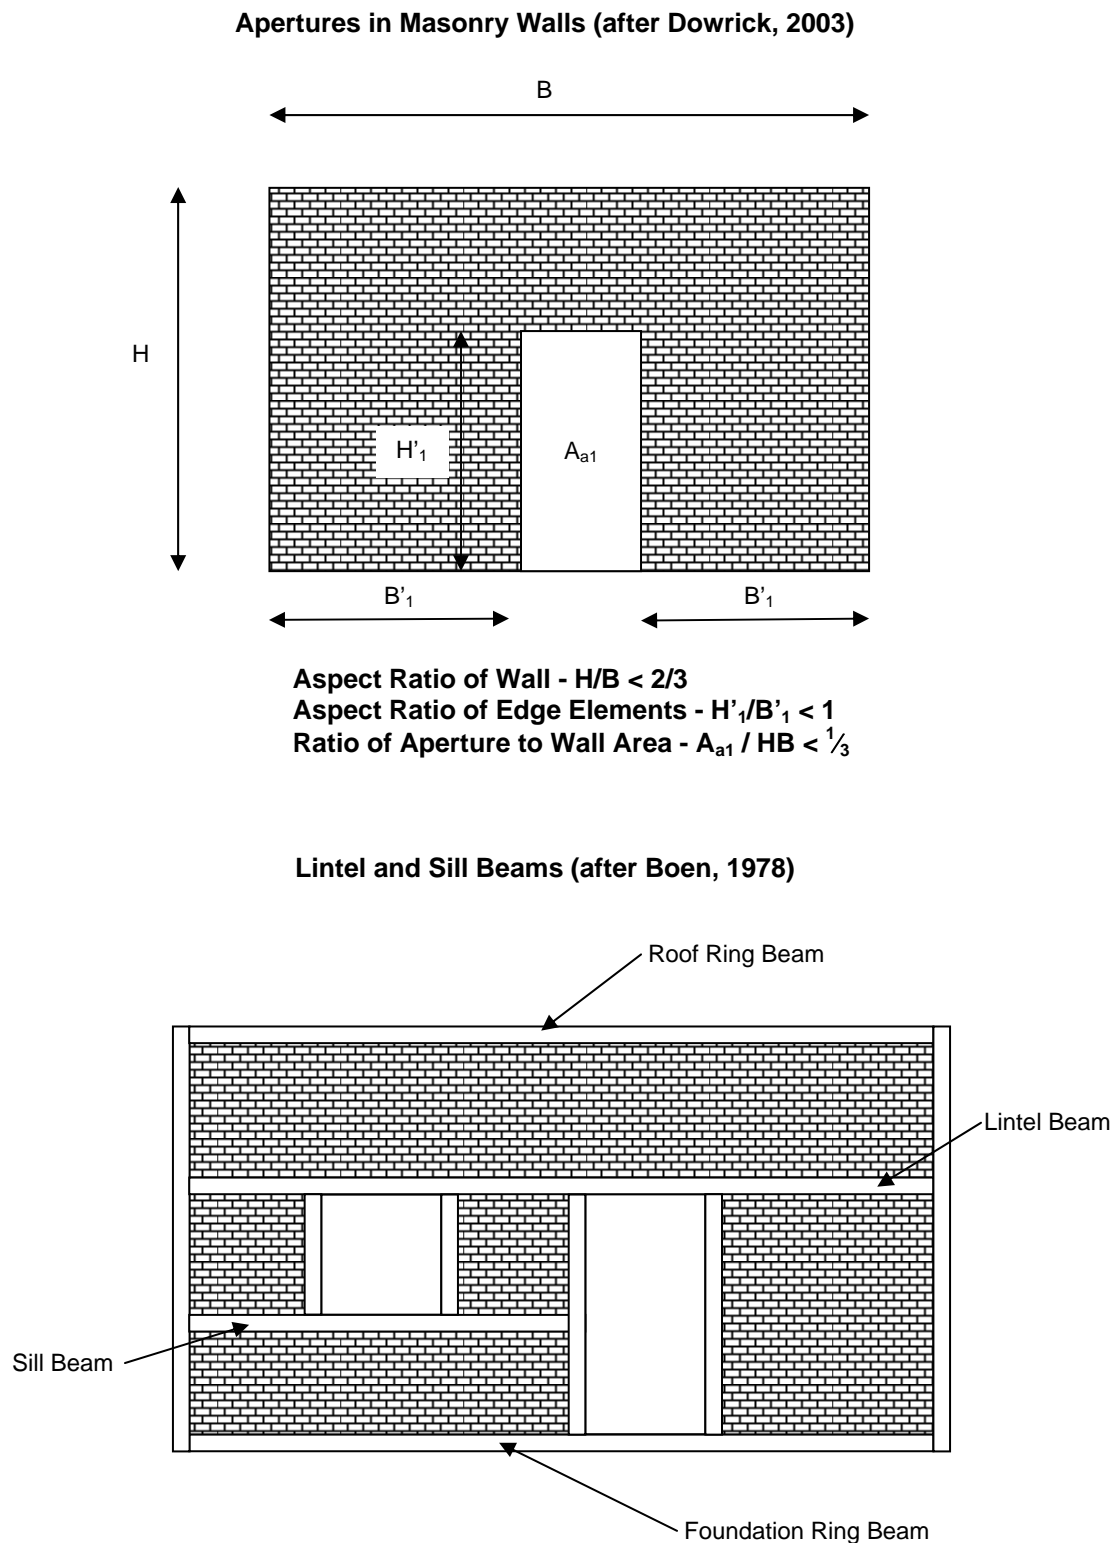 Apertures in Masonry Walls (after Dowrick, 2003)
B
H
H’₁
Aₐ₁
B’₁
B’₁
Aspect Ratio of Wall - H/B < 2/3
Aspect Ratio of Edge Elements - H’₁/B’₁ < 1
Ratio of Aperture to Wall Area - Aₐ₁ / HB < ¹⁄₃
Lintel and Sill Beams (after Boen, 1978)
Roof Ring Beam
Lintel Beam
Sill Beam
Foundation Ring Beam